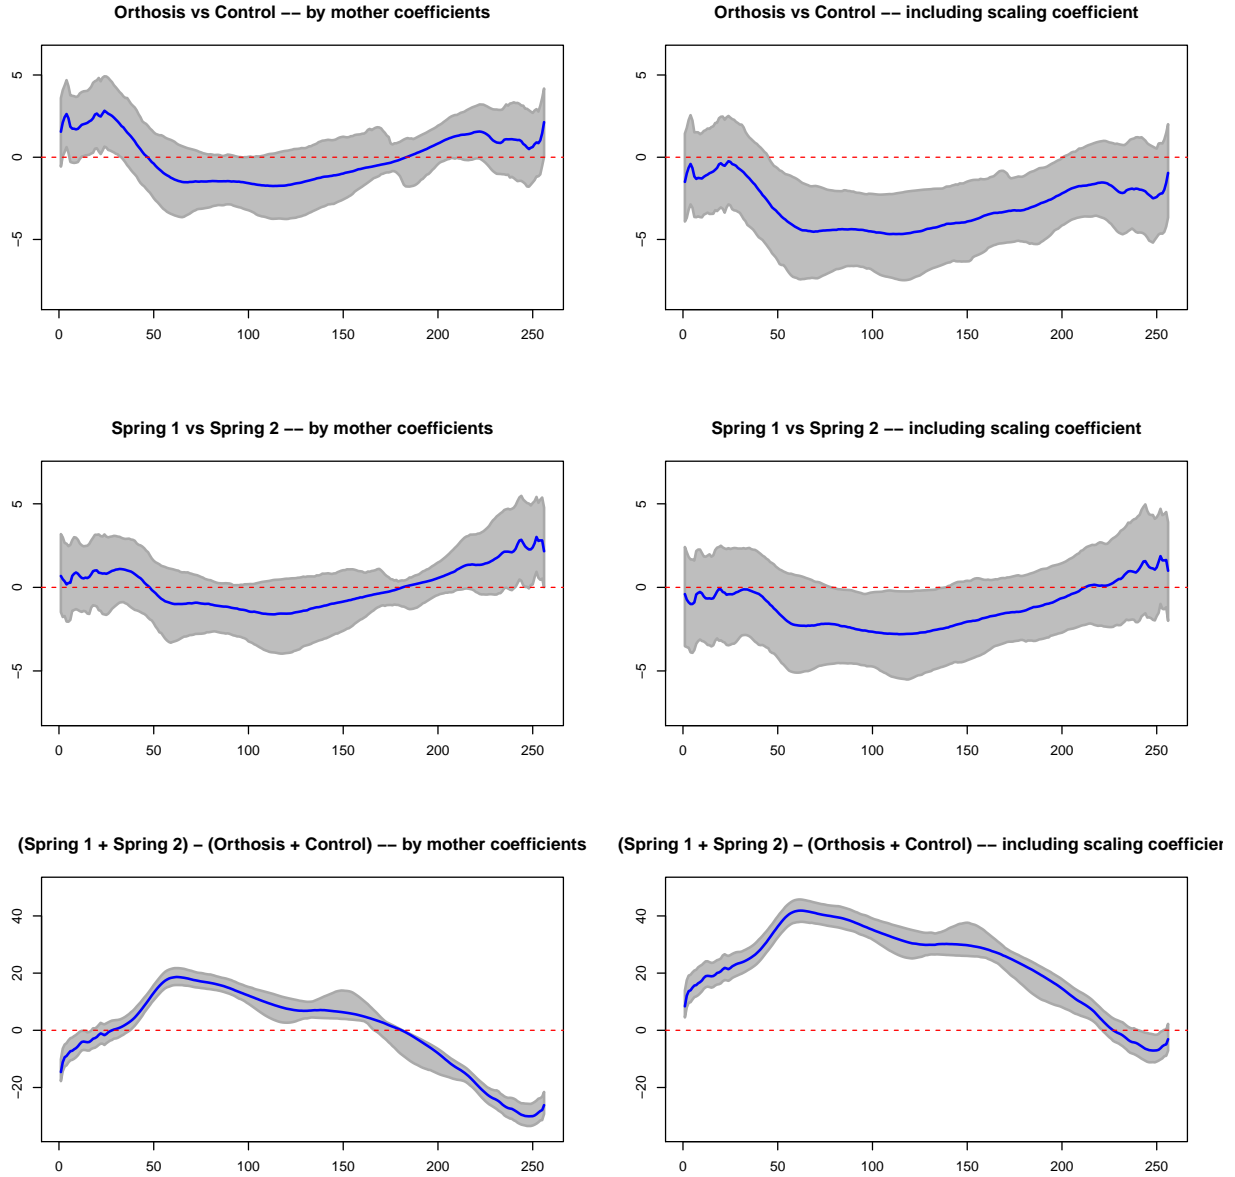 Orthosis vs Control −− by mother coefficients
Orthosis vs Control −− including scaling coefficient
5
0
−5
0 50 100 150 200 250
5
0
−5
0 50 100 150 200 250
Spring 1 vs Spring 2 −− by mother coefficients
Spring 1 vs Spring 2 −− including scaling coefficient
5
0
−5
0 50 100 150 200 250
5
0
−5
0 50 100 150 200 250
(Spring 1 + Spring 2) − (Orthosis + Control) −− by mother coefficients
(Spring 1 + Spring 2) − (Orthosis + Control) −− including scaling coefficier
40
20
0
−20
0 50 100 150 200 250
40
20
0
−20
0 50 100 150 200 250